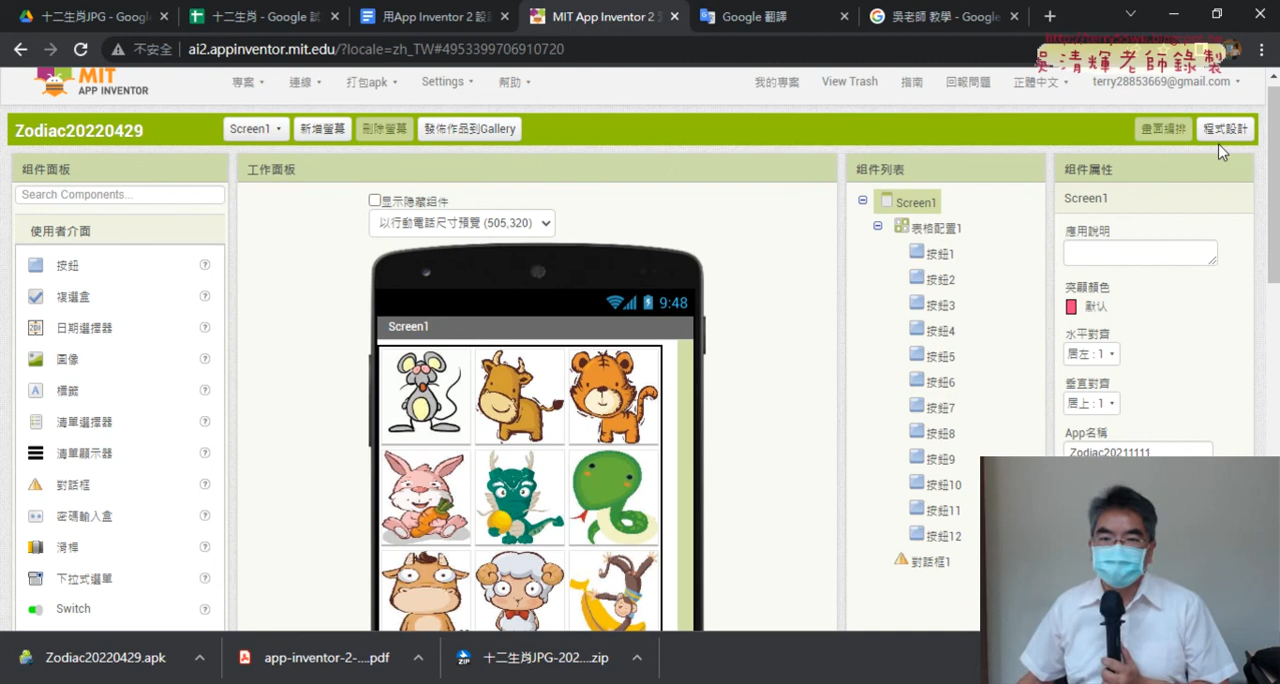 十二生肖JPG - Googl
十二生肖 - Google 試
用App Inventor 2 設
MIT App Inventor 2
Google 翻譯
吳老師 教學 - Google
不安全
ai2.appinventor.mit.edu/?locale=zh_TW#4953399706910720
吳清輝老師錄製
MIT
APP INVENTOR
專案
連線
打包apk
Settings
幫助
我的專案
View Trash
指南
回報問題
正體中文
terry28853669@gmail.com
Zodiac20220429
Screen1
新增螢幕
刪除螢幕
發佈作品到Gallery
畫面編排
程式設計
組件面板
工作面板
組件列表
組件屬性
Search Components...
顯示隱藏組件
以行動電話尺寸預覽 (505,320)
使用者介面
按鈕
複選盒
日期選擇器
圖像
標籤
清單選擇器
清單顯示器
對話框
密碼輸入盒
滑桿
下拉式選單
Switch
9:48
Screen1
Screen1
表格配置1
按鈕1
按鈕2
按鈕3
按鈕4
按鈕5
按鈕6
按鈕7
按鈕8
按鈕9
按鈕10
按鈕11
按鈕12
對話框1
Screen1
應用說明
突顯顏色
默认
水平對齊
居左 : 1
垂直對齊
居上 : 1
App名稱
Zodiac20211111
Zodiac20220429.apk
app-inventor-2-....pdf
十二生肖JPG-202....zip